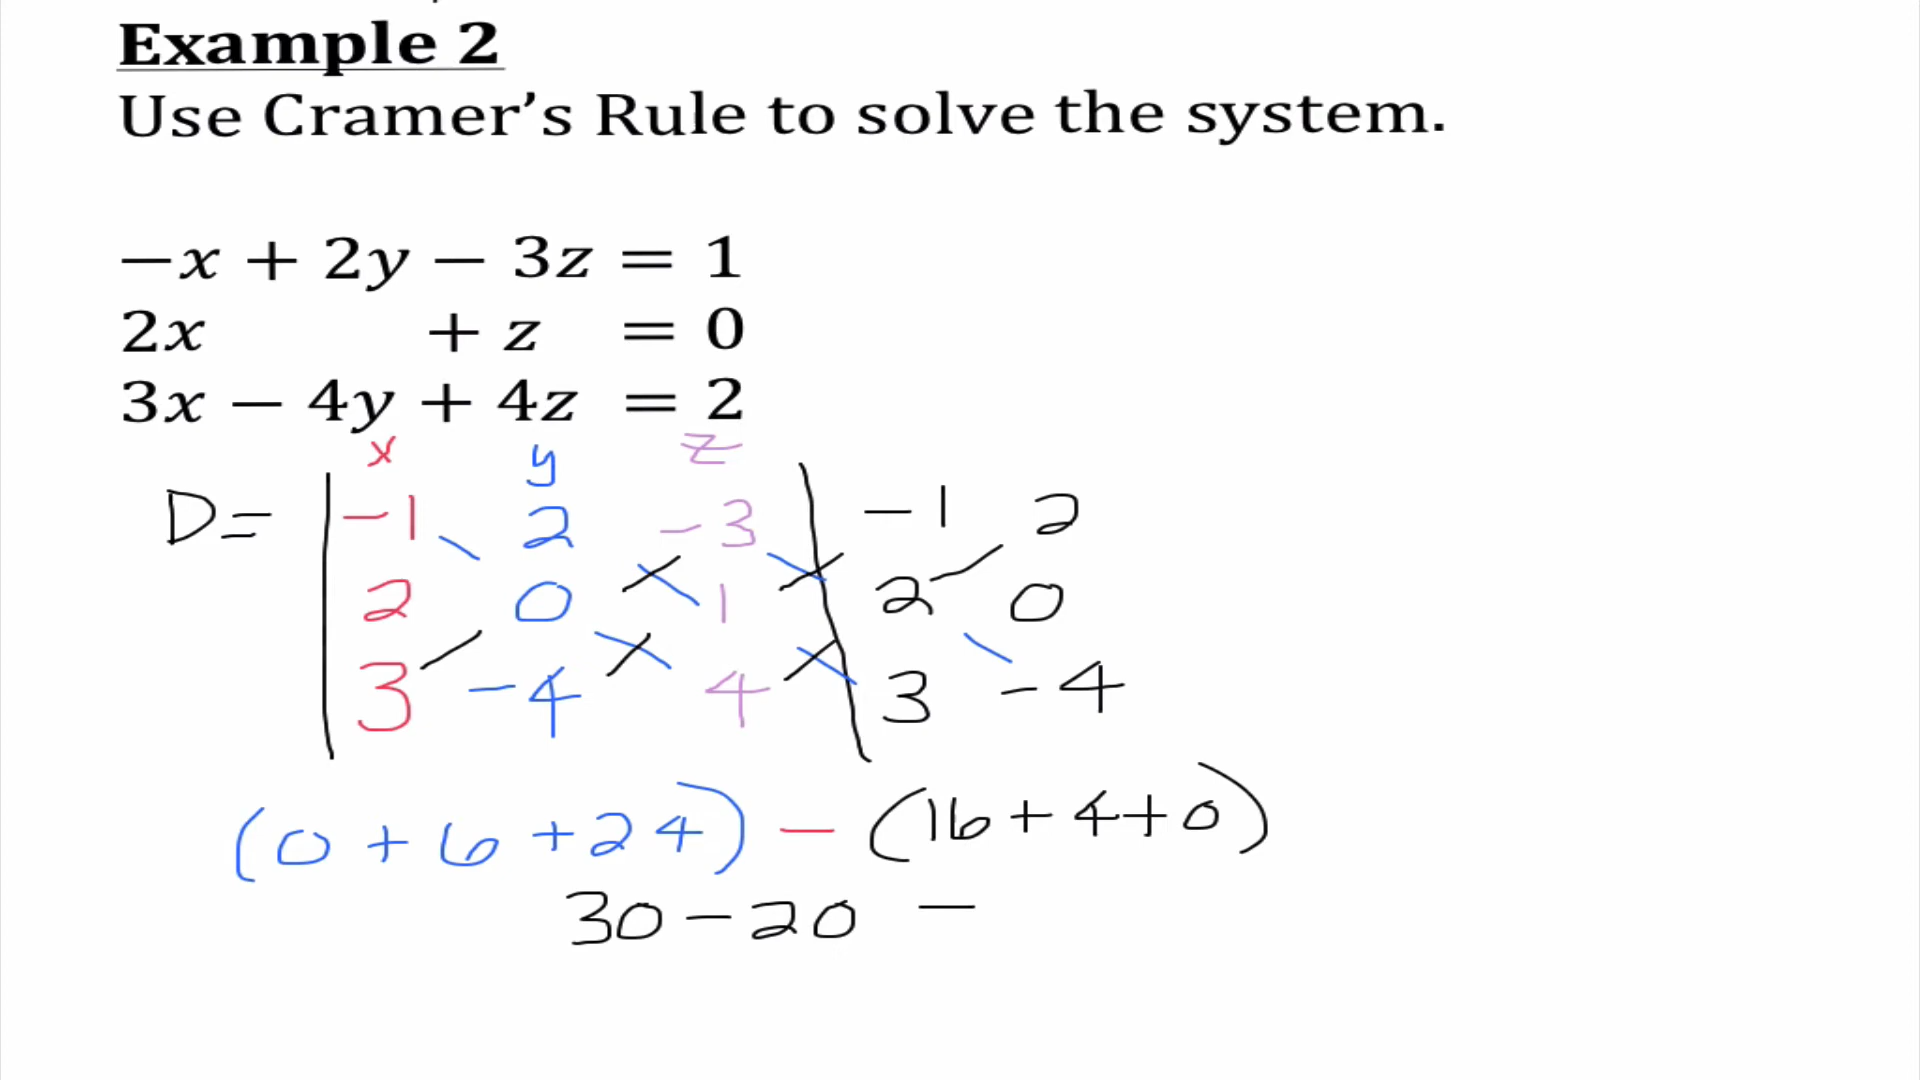 Example 2
Use Cramer’s Rule to solve the system.
−x + 2y − 3z = 1
2x + z = 0
3x − 4y + 4z = 2
x y z
D= | -1 2 -3 | -1 2
2 0 1 2 0
3 -4 4 3 -4
(0 + 6 + 24) - (16 + 4 + 0)
30 - 20 -